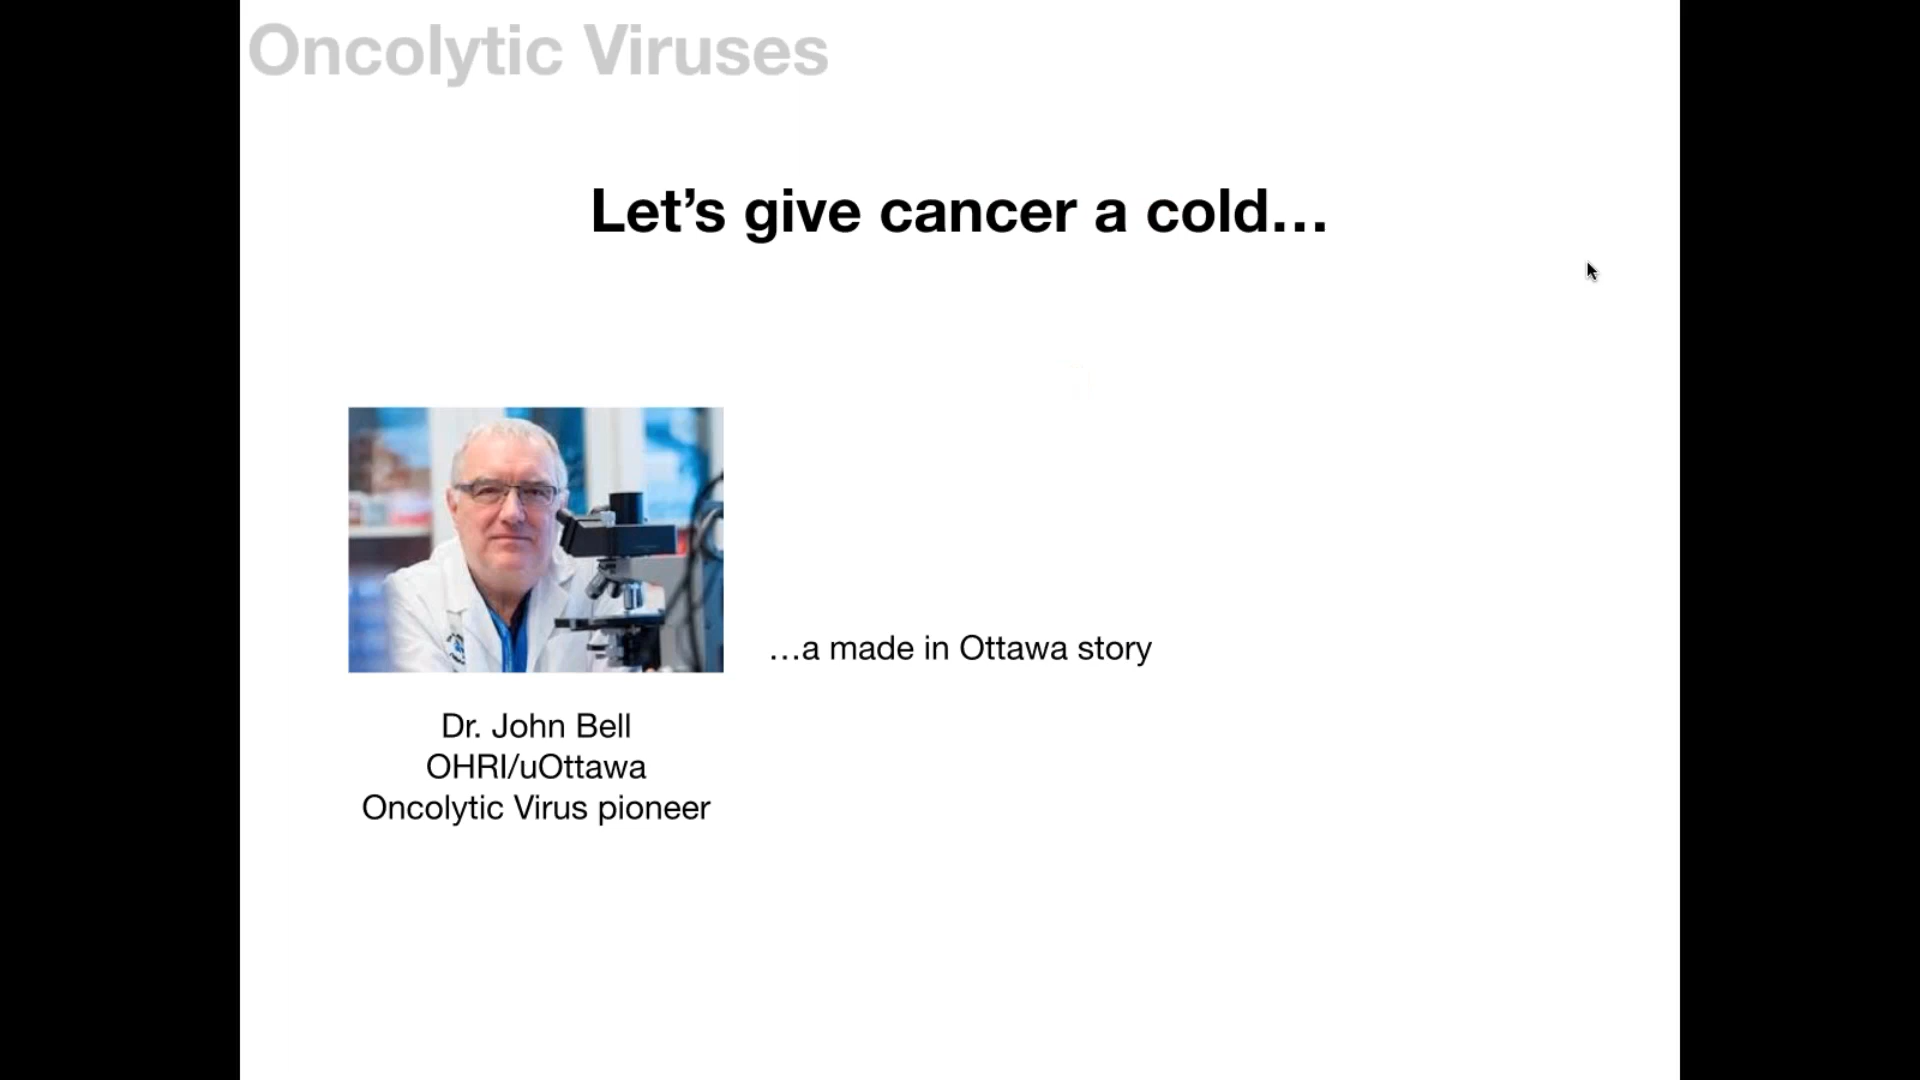 Oncolytic Viruses
Let’s give cancer a cold…
…a made in Ottawa story
Dr. John Bell
OHRI/uOttawa
Oncolytic Virus pioneer